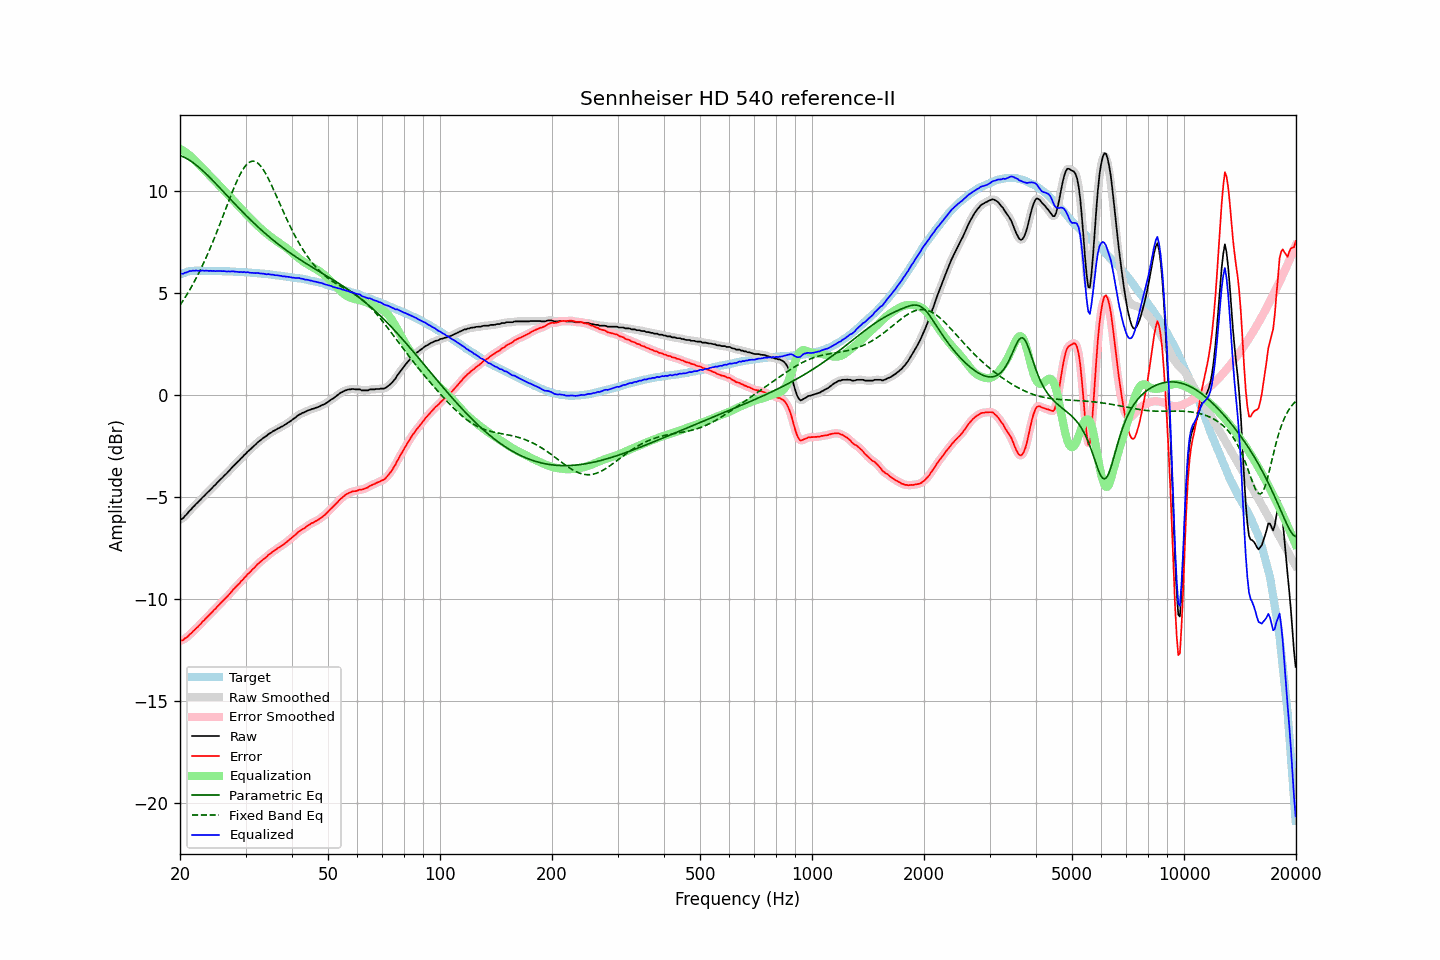 Sennheiser HD 540 reference-II
Amplitude (dBr)
10
5
0
−5
−10
−15
−20
Target
Raw Smoothed
Error Smoothed
Raw
Error
Equalization
Parametric Eq
Fixed Band Eq
Equalized
20 50 100 200 500 1000 2000 5000 10000 20000
Frequency (Hz)